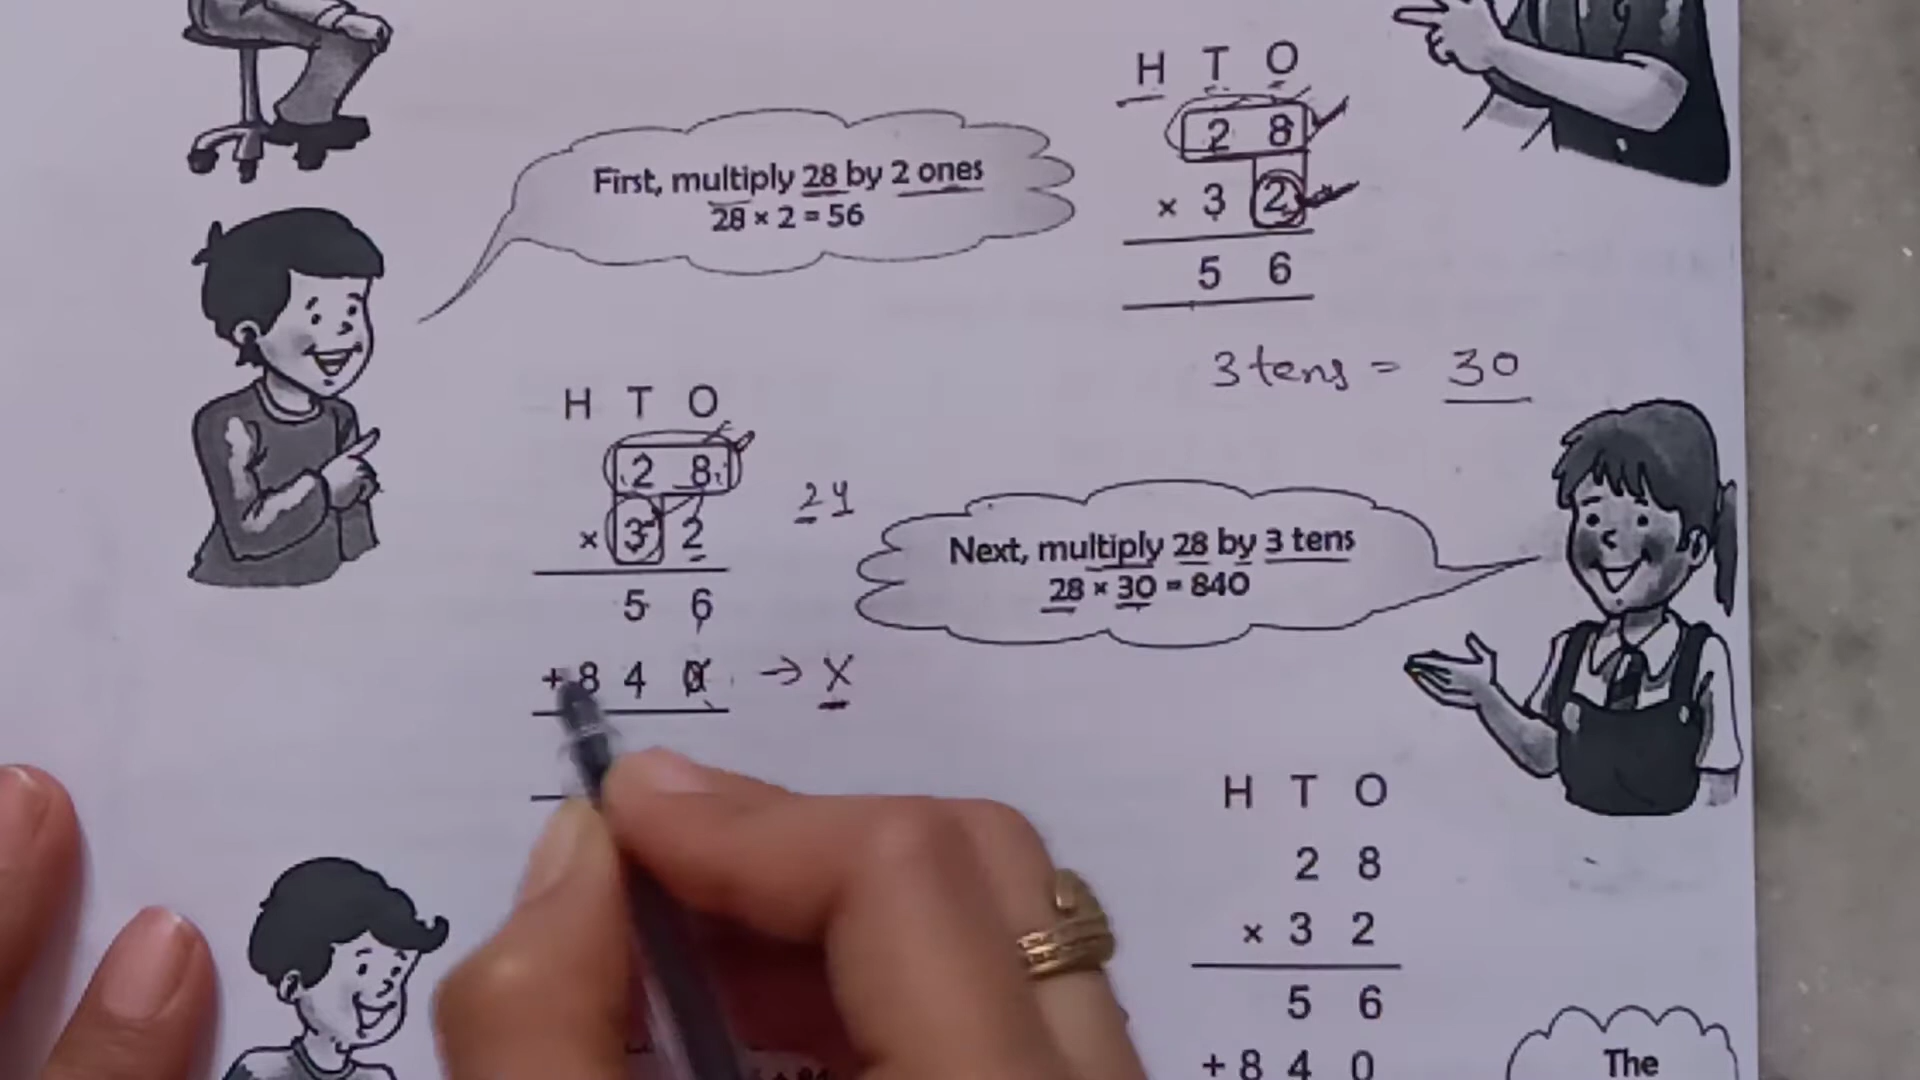 H T O
2 8
× 3 2
5 6
First, multiply 28 by 2 ones
28 × 2 = 56
3 tens = 30
H T O
2 8
× 3 2
24
5 6
+ 8 4 0 → X
Next, multiply 28 by 3 tens
28 × 30 = 840
H T O
2 8
× 3 2
5 6
+ 8 4 0
The